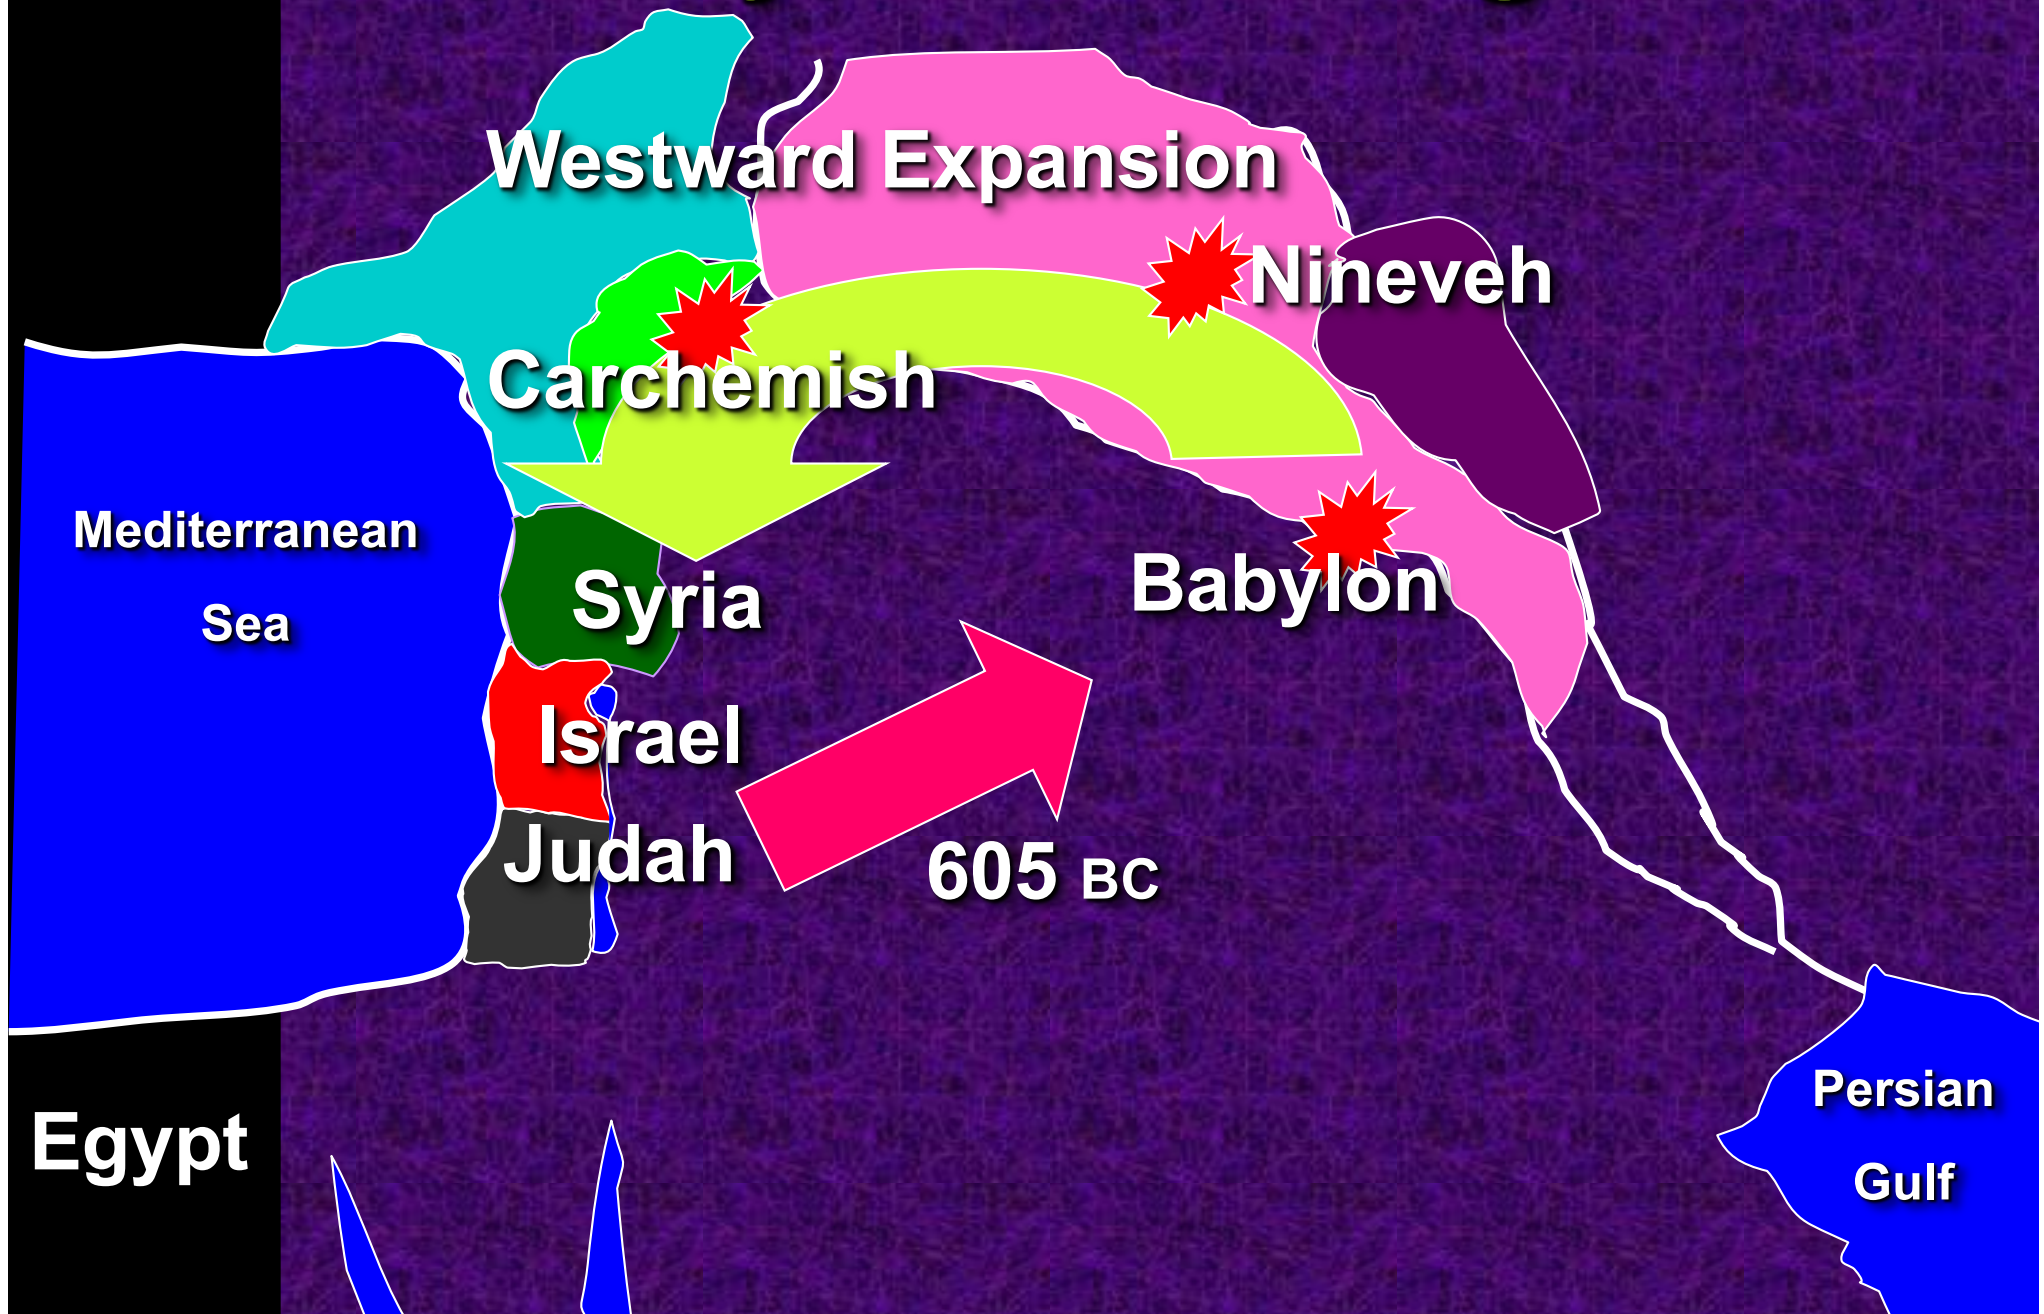 Westward Expansion
Nineveh
Carchemish
Mediterranean
Sea
Babylon
Syria
Israel
Judah
605 BC
Egypt
Persian
Gulf